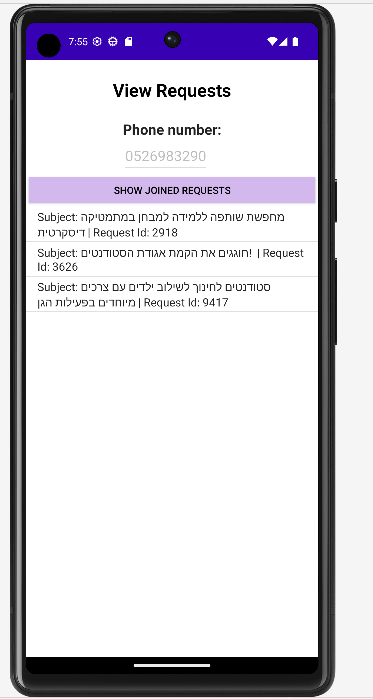 7:55
View Requests
Phone number:
0526983290
SHOW JOINED REQUESTS
Subject: מחפשת שותפה ללמידה למבחן במתמטיקה
דיסקרטית | Request Id: 2918
Subject: חוגגים את הקמת אגודת הסטודנטים! | Request
Id: 3626
Subject: סטודנטים לחינוך לשילוב ילדים עם צרכים
מיוחדים בפעילות הגן | Request Id: 9417